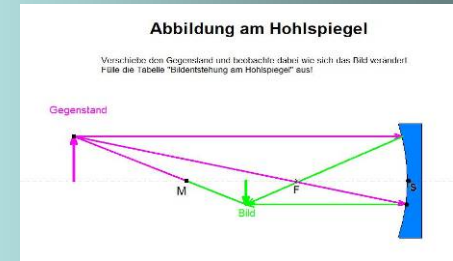 Abbildung am Hohlspiegel
Verschiebe den Gegenstand und beobachte dabei wie sich das Bild verändert
Fülle die Tabelle "Bildentstehung am Hohlspiegel" aus!
Gegenstand
M
F
S
Bild